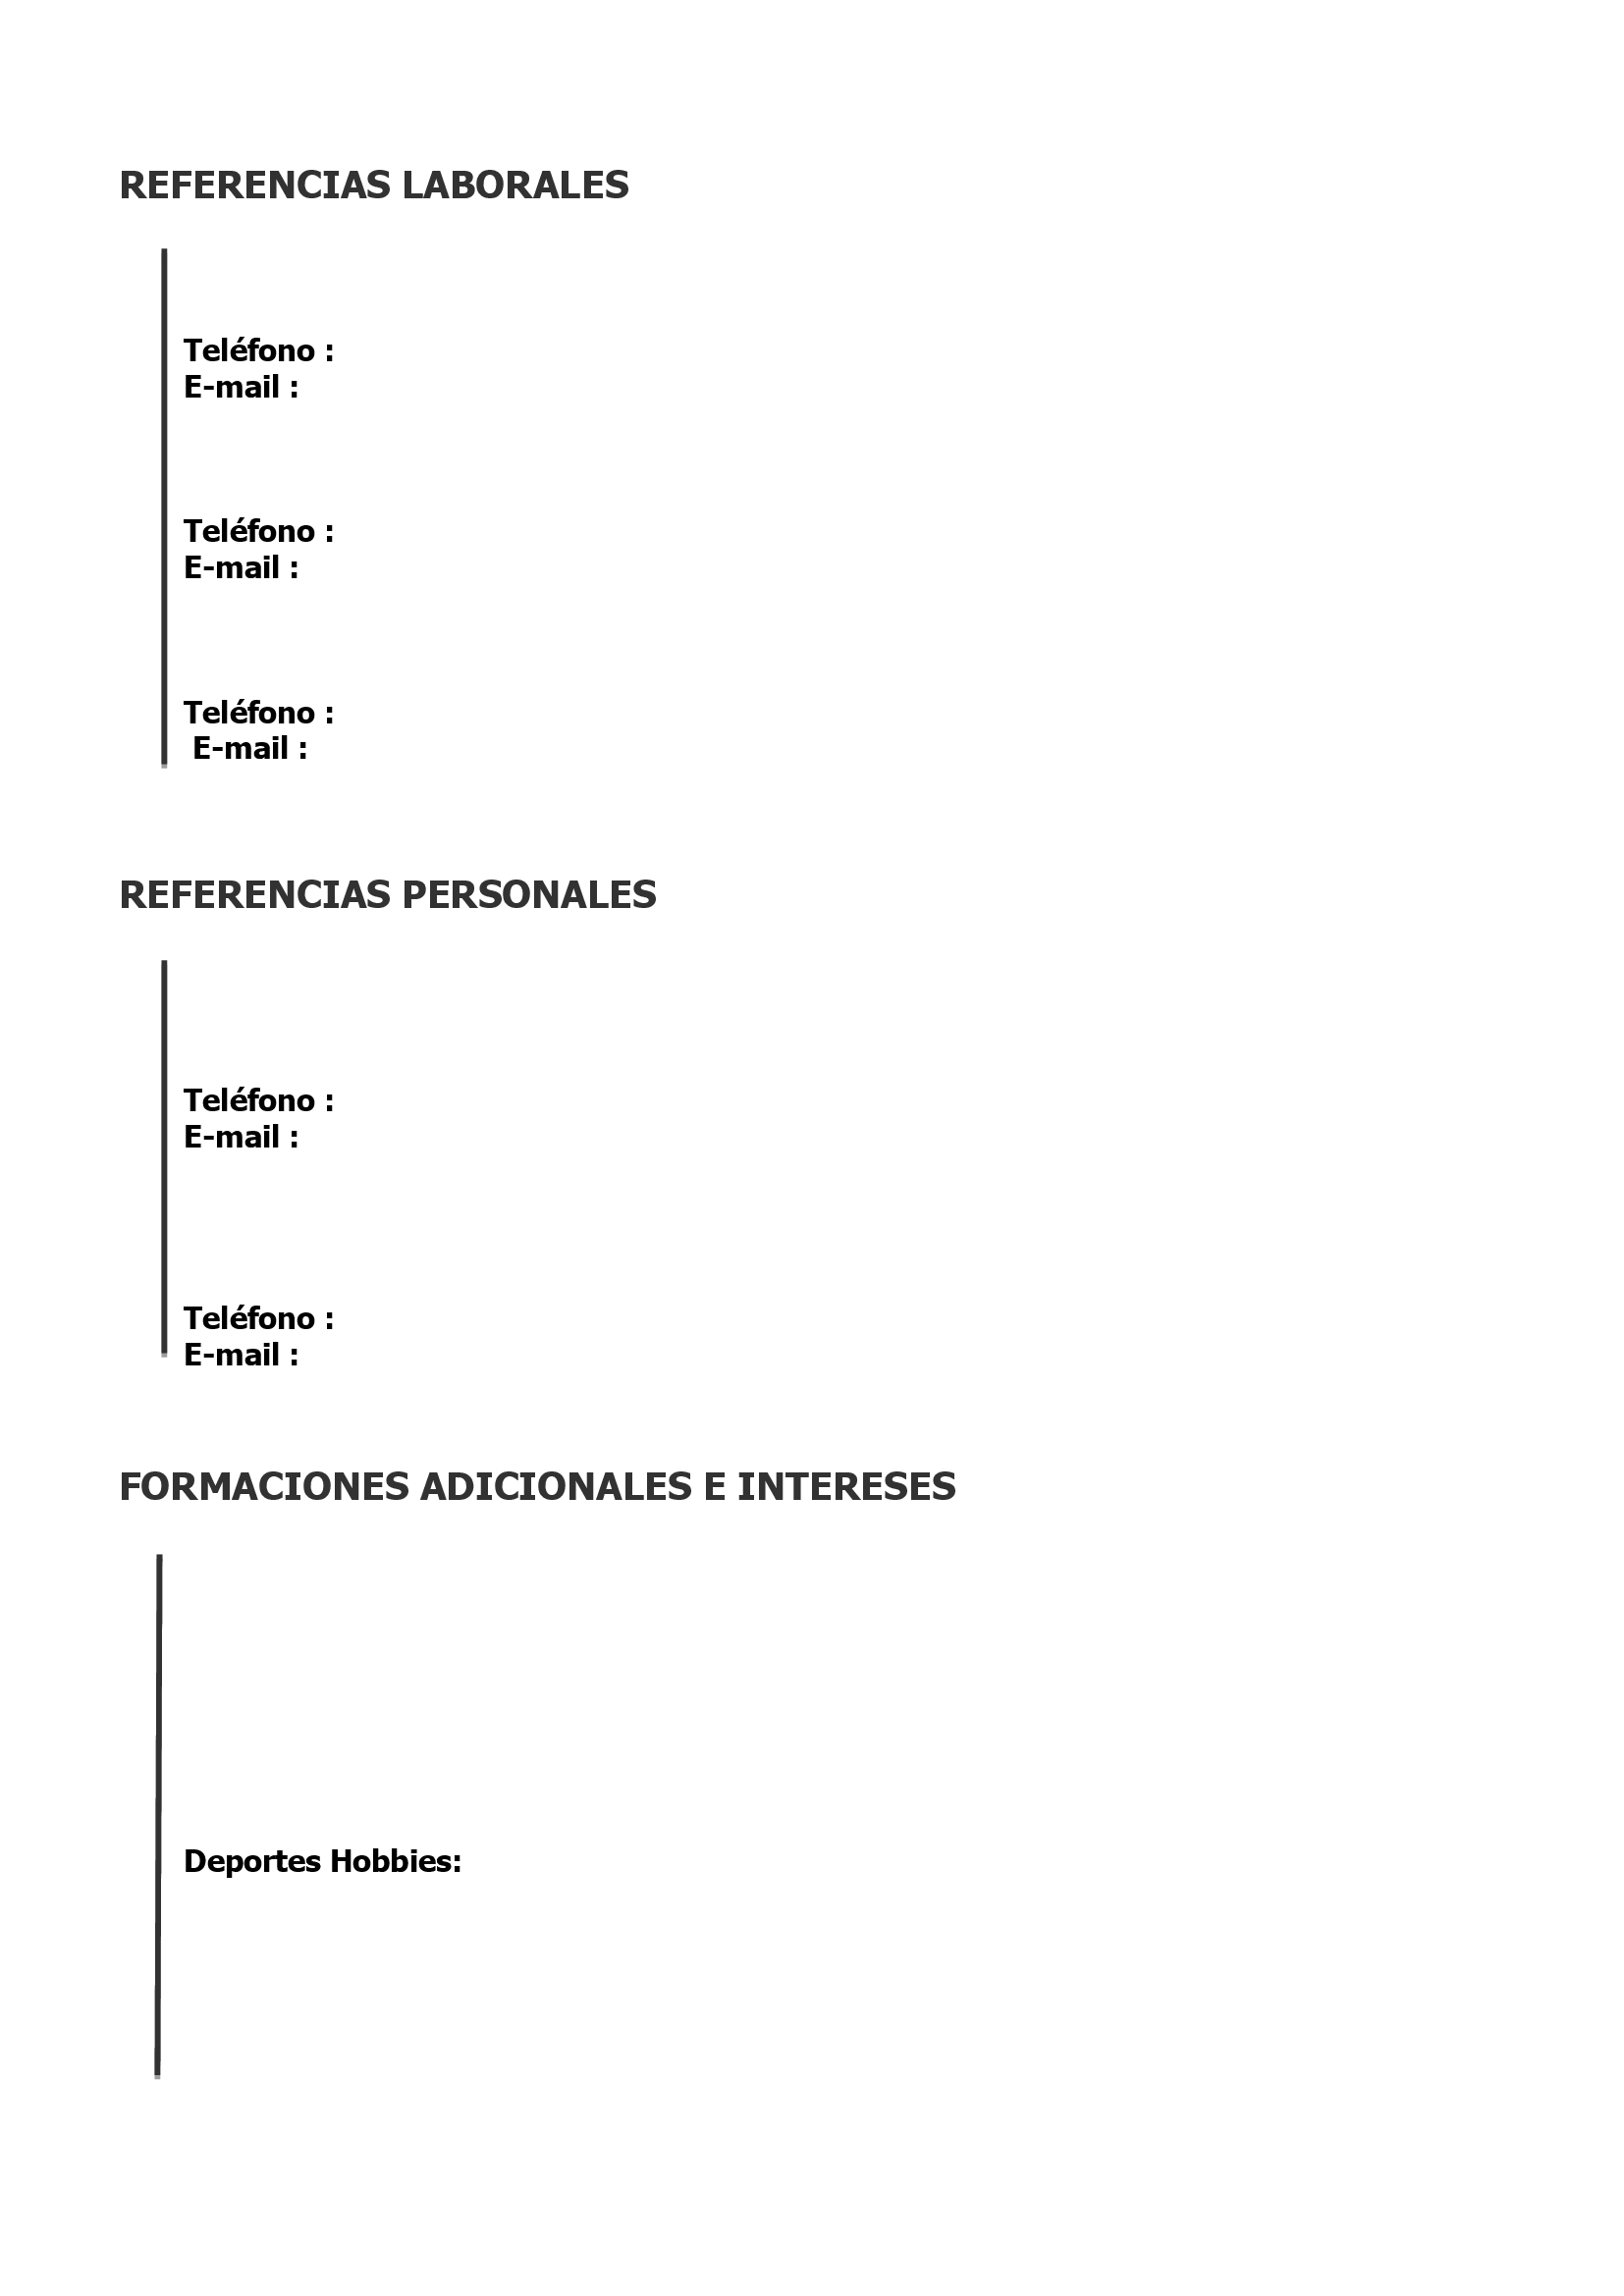 REFERENCIAS LABORALES
Teléfono :
E-mail :
Teléfono :
E-mail :
Teléfono :
E-mail :
REFERENCIAS PERSONALES
Teléfono :
E-mail :
Teléfono :
E-mail :
FORMACIONES ADICIONALES E INTERESES
Deportes Hobbies: